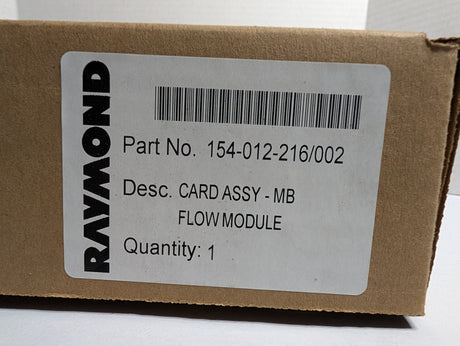 RAYMOND
Part No. 154-012-216/002
Desc. CARD ASSY - MB
FLOW MODULE
Quantity: 1